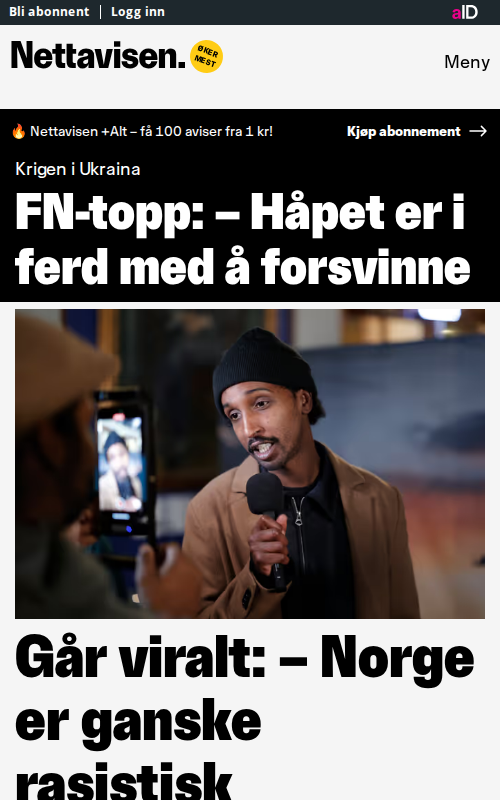 Bli abonnent | Logg inn
aID
Nettavisen.
ØKER
MEST
Meny
🔥 Nettavisen +Alt – få 100 aviser fra 1 kr!
Kjøp abonnement →
Krigen i Ukraina
FN-topp: – Håpet er i
ferd med å forsvinne
Går viralt: – Norge
er ganske
rasistisk